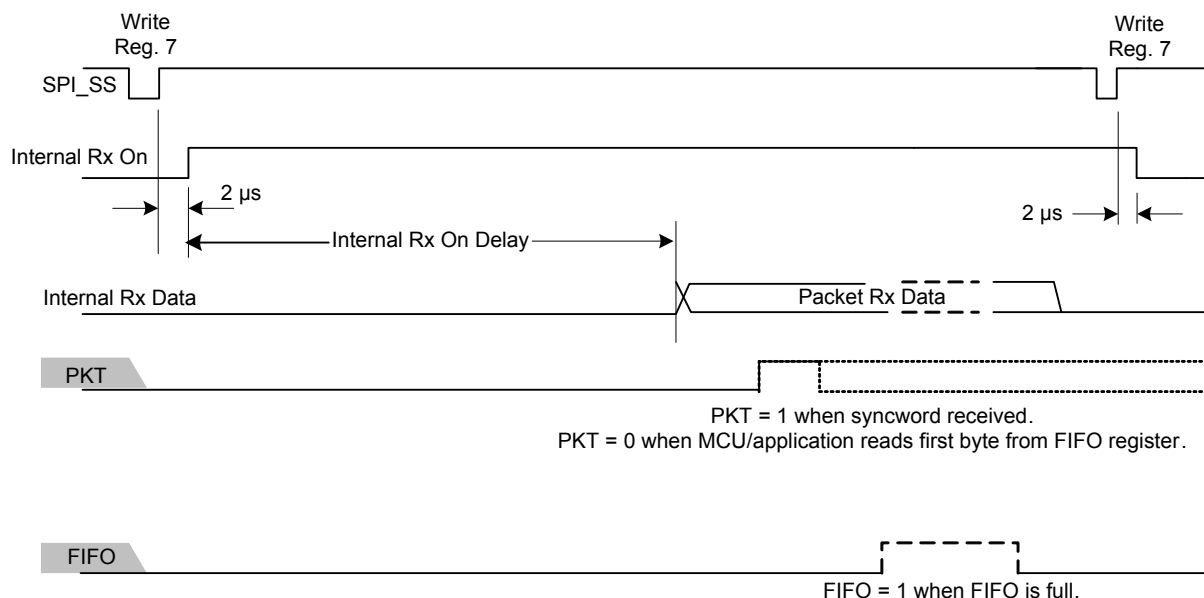 Write
Reg. 7
Write
Reg. 7
SPI_SS
Internal Rx On
2 µs
2 µs
Internal Rx On Delay
Internal Rx Data
Packet Rx Data
PKT
PKT = 1 when syncword received.
PKT = 0 when MCU/application reads first byte from FIFO register.
FIFO
FIFO = 1 when FIFO is full.